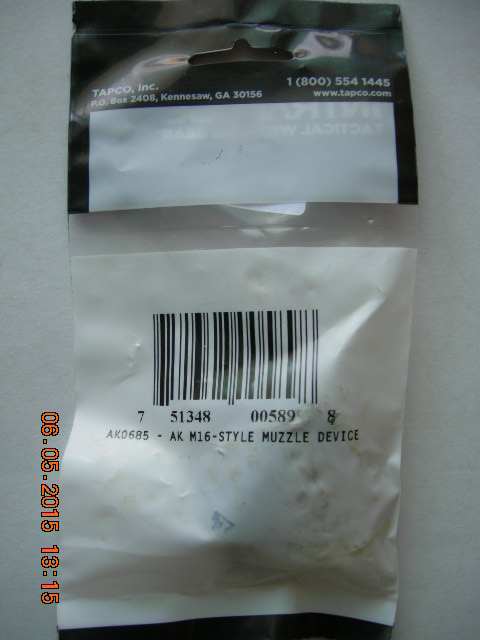 TAPCO, Inc.
P.O. Box 2408, Kennesaw, GA 30156
1 (800) 554 1445
www.tapco.com
7 51348 00589 8
AK0685 - AK M16-STYLE MUZZLE DEVICE
06.05.2015 13:15